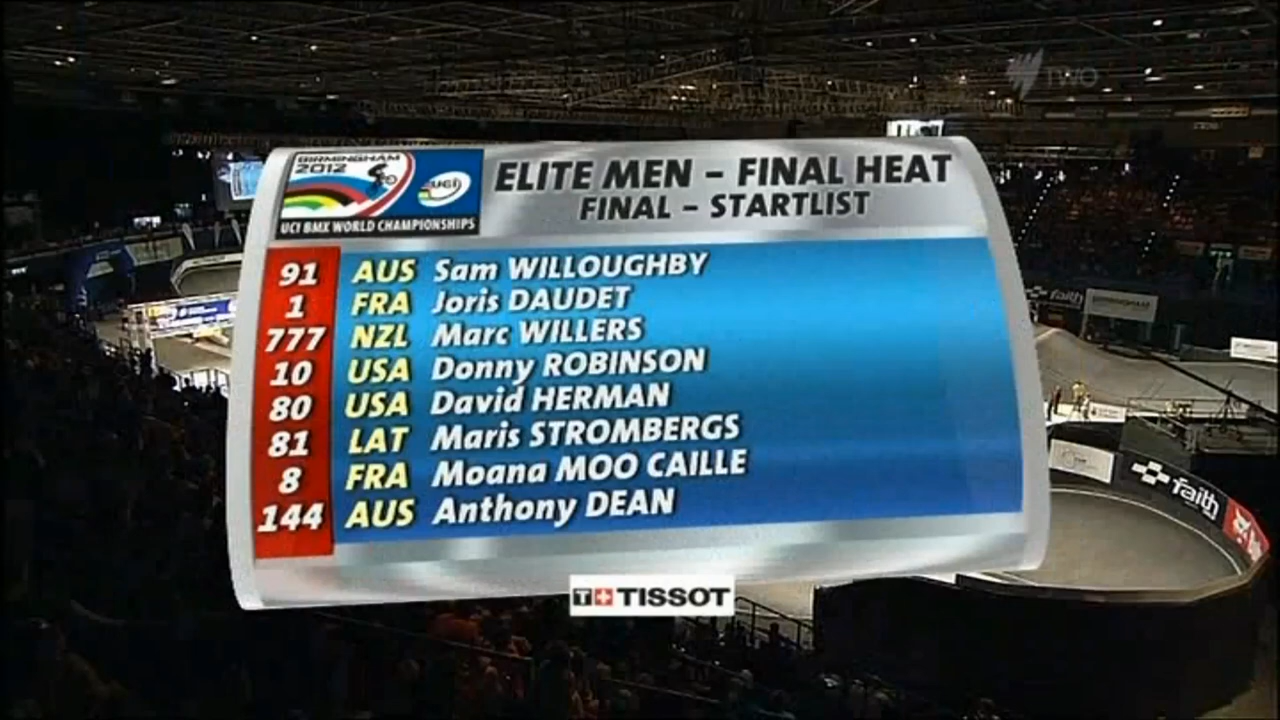 TWO
BIRMINGHAM
2012
UCI
UCI BMX WORLD CHAMPIONSHIPS
ELITE MEN – FINAL HEAT
FINAL – STARTLIST
91 AUS Sam WILLOUGHBY
1 FRA Joris DAUDET
777 NZL Marc WILLERS
10 USA Donny ROBINSON
80 USA David HERMAN
81 LAT Maris STROMBERGS
8 FRA Moana MOO CAILLE
144 AUS Anthony DEAN
faith
BIRMINGHAM
faith
T+ TISSOT